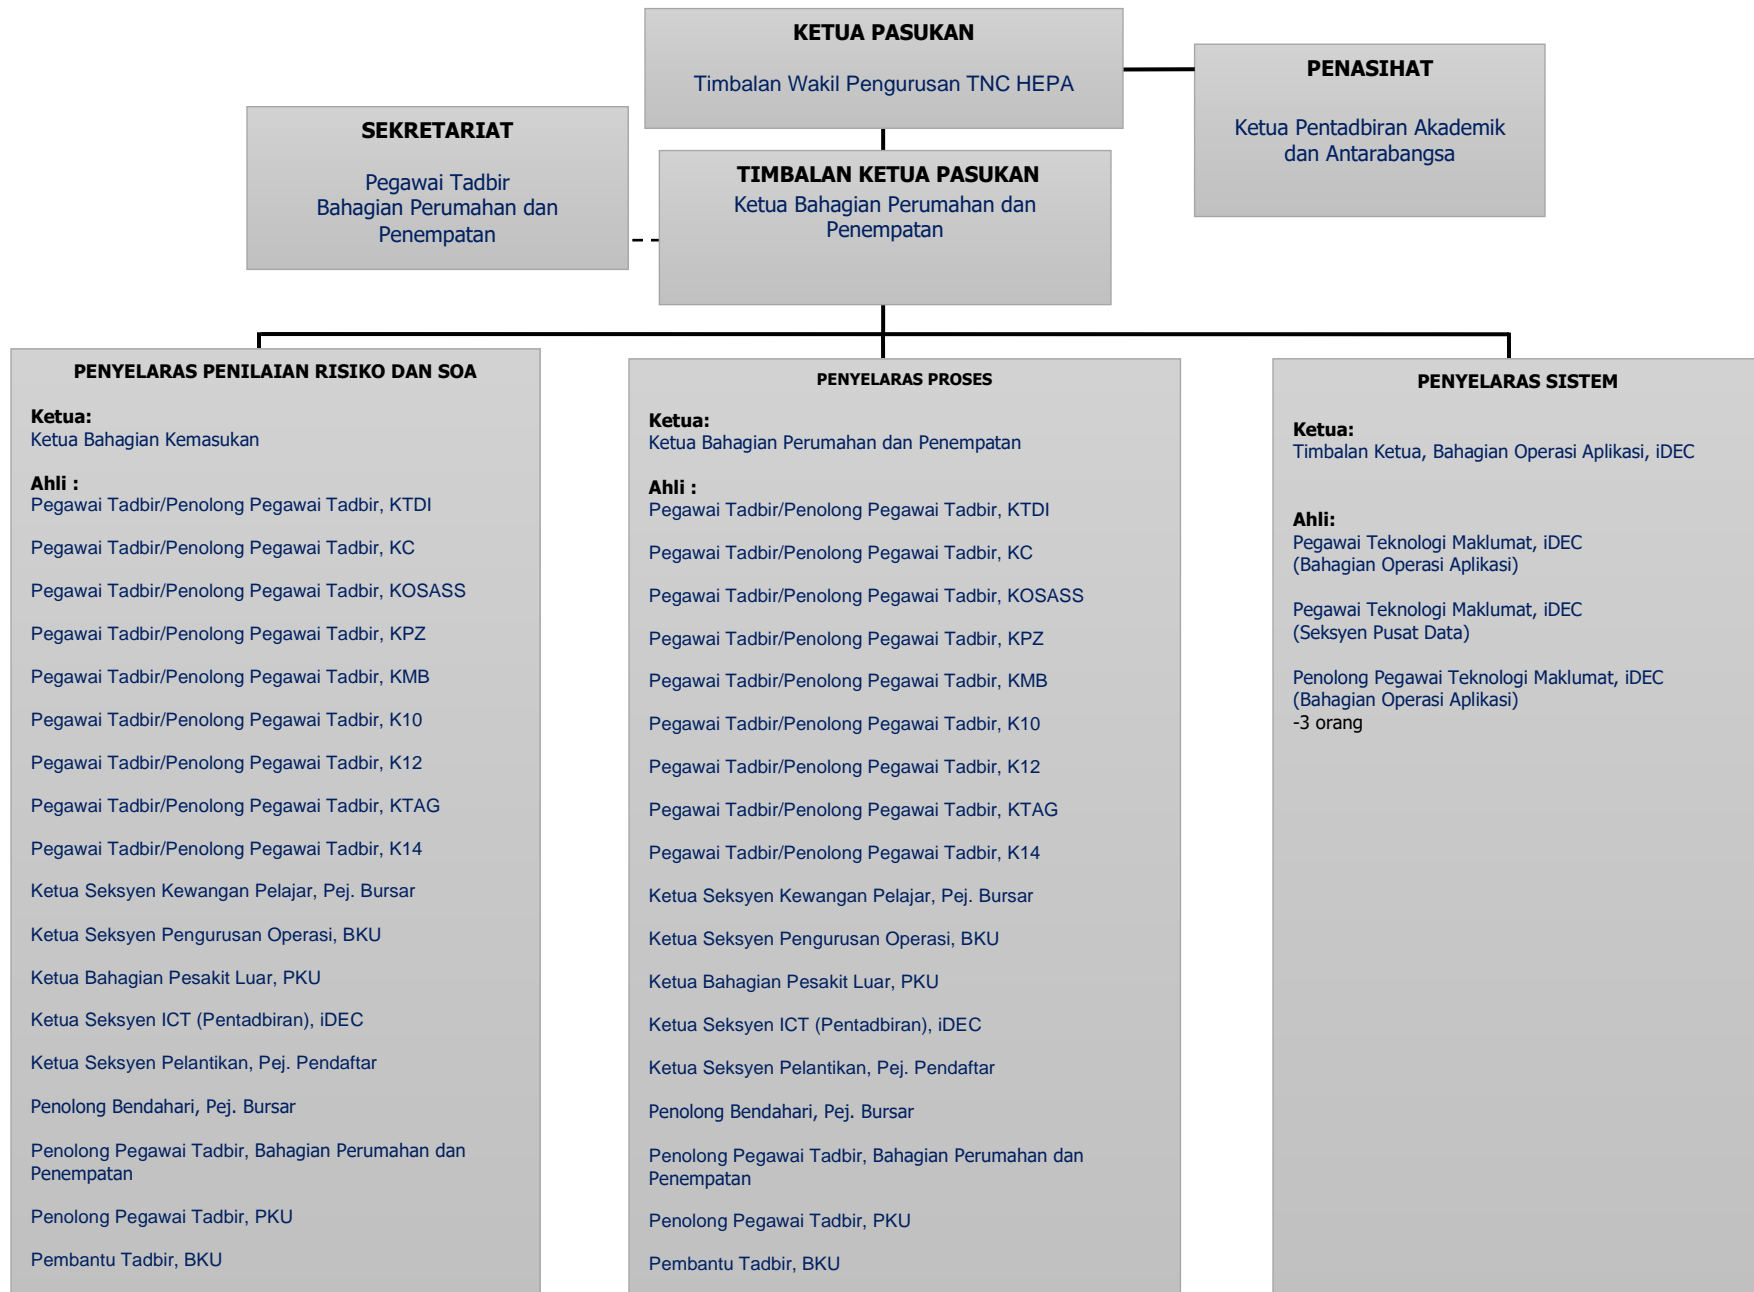 KETUA PASUKAN
Timbalan Wakil Pengurusan TNC HEPA
PENASIHAT
Ketua Pentadbiran Akademik
dan Antarabangsa
SEKRETARIAT
Pegawai Tadbir
Bahagian Perumahan dan
Penempatan
TIMBALAN KETUA PASUKAN
Ketua Bahagian Perumahan dan
Penempatan
PENYELARAS PENILAIAN RISIKO DAN SOA
Ketua:
Ketua Bahagian Kemasukan
Ahli :
Pegawai Tadbir/Penolong Pegawai Tadbir, KTDI
Pegawai Tadbir/Penolong Pegawai Tadbir, KC
Pegawai Tadbir/Penolong Pegawai Tadbir, KOSASS
Pegawai Tadbir/Penolong Pegawai Tadbir, KPZ
Pegawai Tadbir/Penolong Pegawai Tadbir, KMB
Pegawai Tadbir/Penolong Pegawai Tadbir, K10
Pegawai Tadbir/Penolong Pegawai Tadbir, K12
Pegawai Tadbir/Penolong Pegawai Tadbir, KTAG
Pegawai Tadbir/Penolong Pegawai Tadbir, K14
Ketua Seksyen Kewangan Pelajar, Pej. Bursar
Ketua Seksyen Pengurusan Operasi, BKU
Ketua Bahagian Pesakit Luar, PKU
Ketua Seksyen ICT (Pentadbiran), iDEC
Ketua Seksyen Pelantikan, Pej. Pendaftar
Penolong Bendahari, Pej. Bursar
Penolong Pegawai Tadbir, Bahagian Perumahan dan
Penempatan
Penolong Pegawai Tadbir, PKU
Pembantu Tadbir, BKU
PENYELARAS PROSES
Ketua:
Ketua Bahagian Perumahan dan Penempatan
Ahli :
Pegawai Tadbir/Penolong Pegawai Tadbir, KTDI
Pegawai Tadbir/Penolong Pegawai Tadbir, KC
Pegawai Tadbir/Penolong Pegawai Tadbir, KOSASS
Pegawai Tadbir/Penolong Pegawai Tadbir, KPZ
Pegawai Tadbir/Penolong Pegawai Tadbir, KMB
Pegawai Tadbir/Penolong Pegawai Tadbir, K10
Pegawai Tadbir/Penolong Pegawai Tadbir, K12
Pegawai Tadbir/Penolong Pegawai Tadbir, KTAG
Pegawai Tadbir/Penolong Pegawai Tadbir, K14
Ketua Seksyen Kewangan Pelajar, Pej. Bursar
Ketua Seksyen Pengurusan Operasi, BKU
Ketua Bahagian Pesakit Luar, PKU
Ketua Seksyen ICT (Pentadbiran), iDEC
Ketua Seksyen Pelantikan, Pej. Pendaftar
Penolong Bendahari, Pej. Bursar
Penolong Pegawai Tadbir, Bahagian Perumahan dan
Penempatan
Penolong Pegawai Tadbir, PKU
Pembantu Tadbir, BKU
PENYELARAS SISTEM
Ketua:
Timbalan Ketua, Bahagian Operasi Aplikasi, iDEC
Ahli:
Pegawai Teknologi Maklumat, iDEC
(Bahagian Operasi Aplikasi)
Pegawai Teknologi Maklumat, iDEC
(Seksyen Pusat Data)
Penolong Pegawai Teknologi Maklumat, iDEC
(Bahagian Operasi Aplikasi)
-3 orang